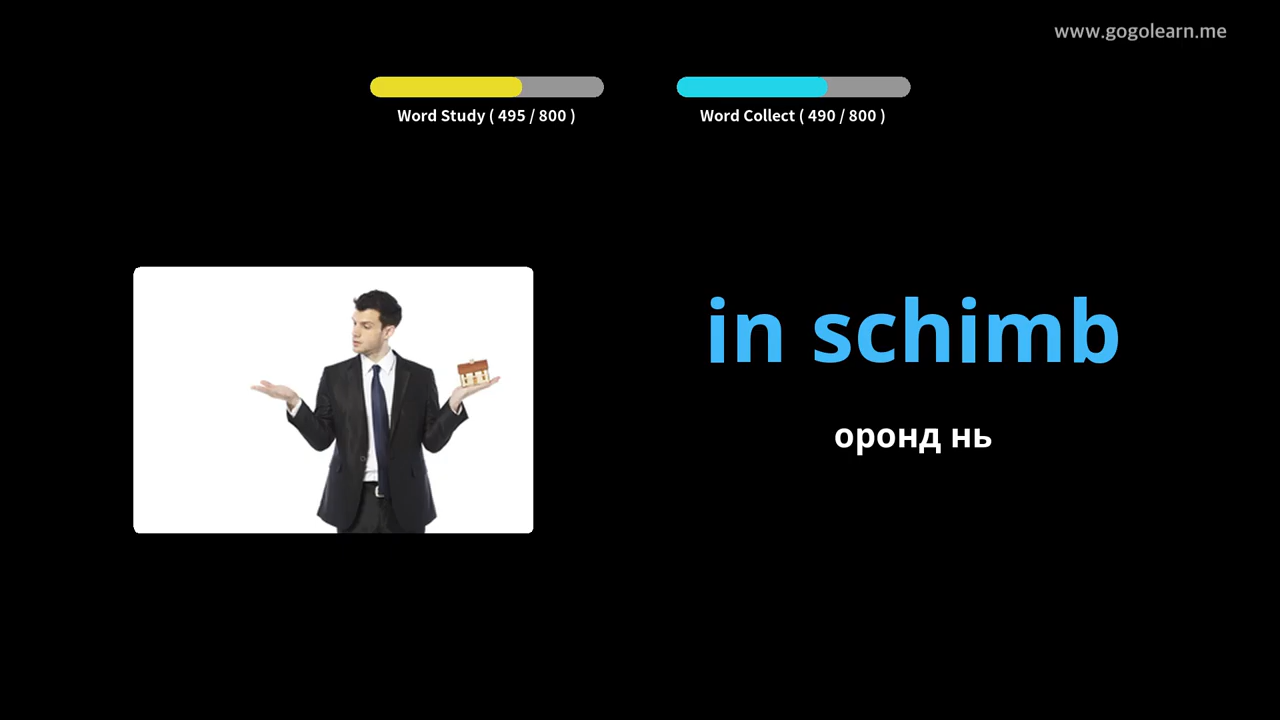 www.gogolearn.me
Word Study ( 495 / 800 )
Word Collect ( 490 / 800 )
in schimb
оронд нь